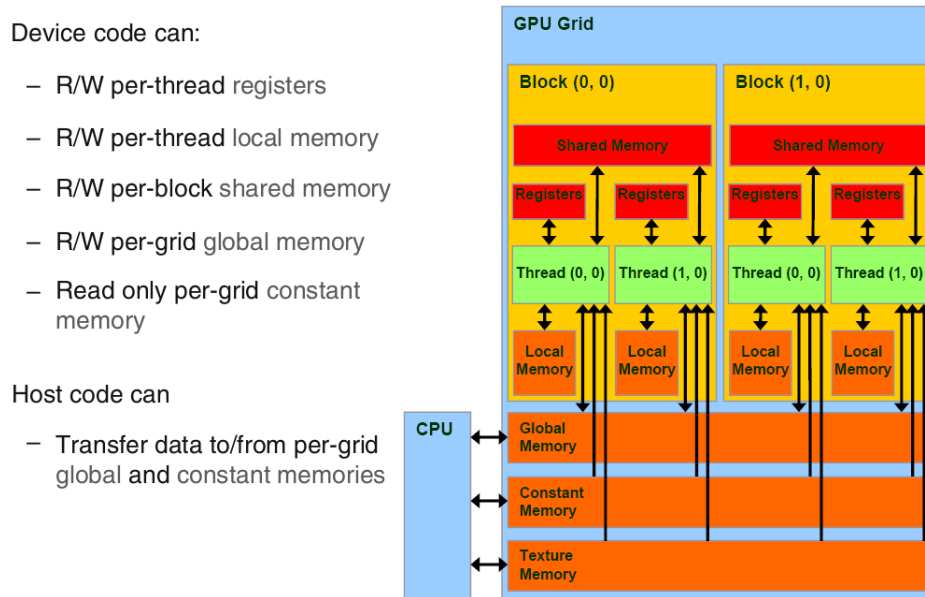 Device code can:
– R/W per-thread registers
– R/W per-thread local memory
– R/W per-block shared memory
– R/W per-grid global memory
– Read only per-grid constant
memory
Host code can
– Transfer data to/from per-grid
global and constant memories
GPU Grid
Block (0, 0)
Shared Memory
Registers
Registers
Thread (0, 0)
Thread (1, 0)
Local
Memory
Local
Memory
Block (1, 0)
Shared Memory
Registers
Registers
Thread (0, 0)
Thread (1, 0)
Local
Memory
Local
Memory
CPU
Global
Memory
Constant
Memory
Texture
Memory